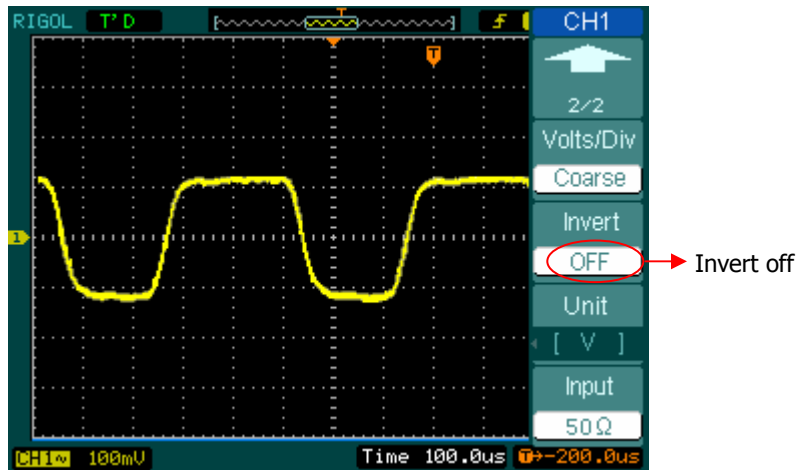 RIGOL T'D T CH1
T
2/2
Volts/Div
Coarse
1
Invert
OFF
Invert off
Unit
[ V ]
Input
50Ω
CH1~ 100mV Time 100.0us T→-200.0us